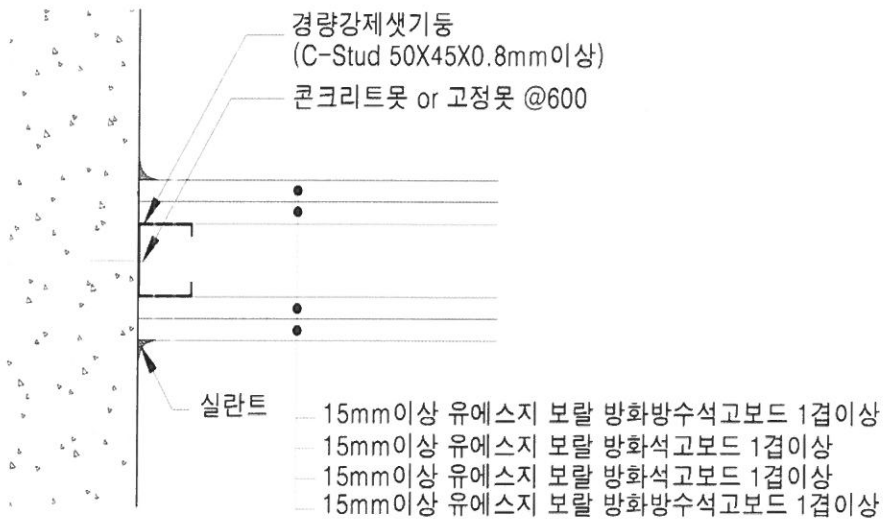 경량강제샛기둥
(C-Stud 50X45X0.8mm이상)
콘크리트못 or 고정못 @600
실란트
15mm이상 유에스지 보랄 방화방수석고보드 1겹이상
15mm이상 유에스지 보랄 방화석고보드 1겹이상
15mm이상 유에스지 보랄 방화석고보드 1겹이상
15mm이상 유에스지 보랄 방화방수석고보드 1겹이상